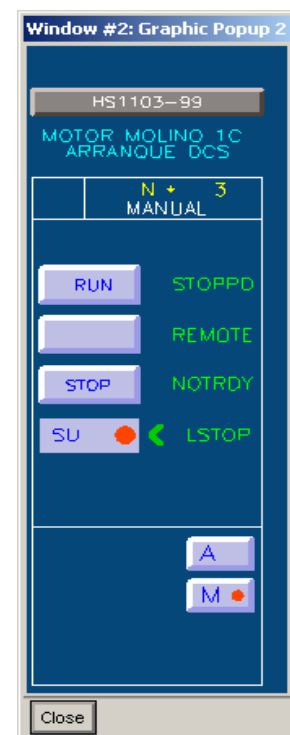 Window #2: Graphic Popup 2
HS1103-99
MOTOR MOLINO 1C
ARRANQUE DCS
N * 3
MANUAL
RUN STOPPD
REMOTE
STOP NOTRDY
SU < LSTOP
A
M
Close